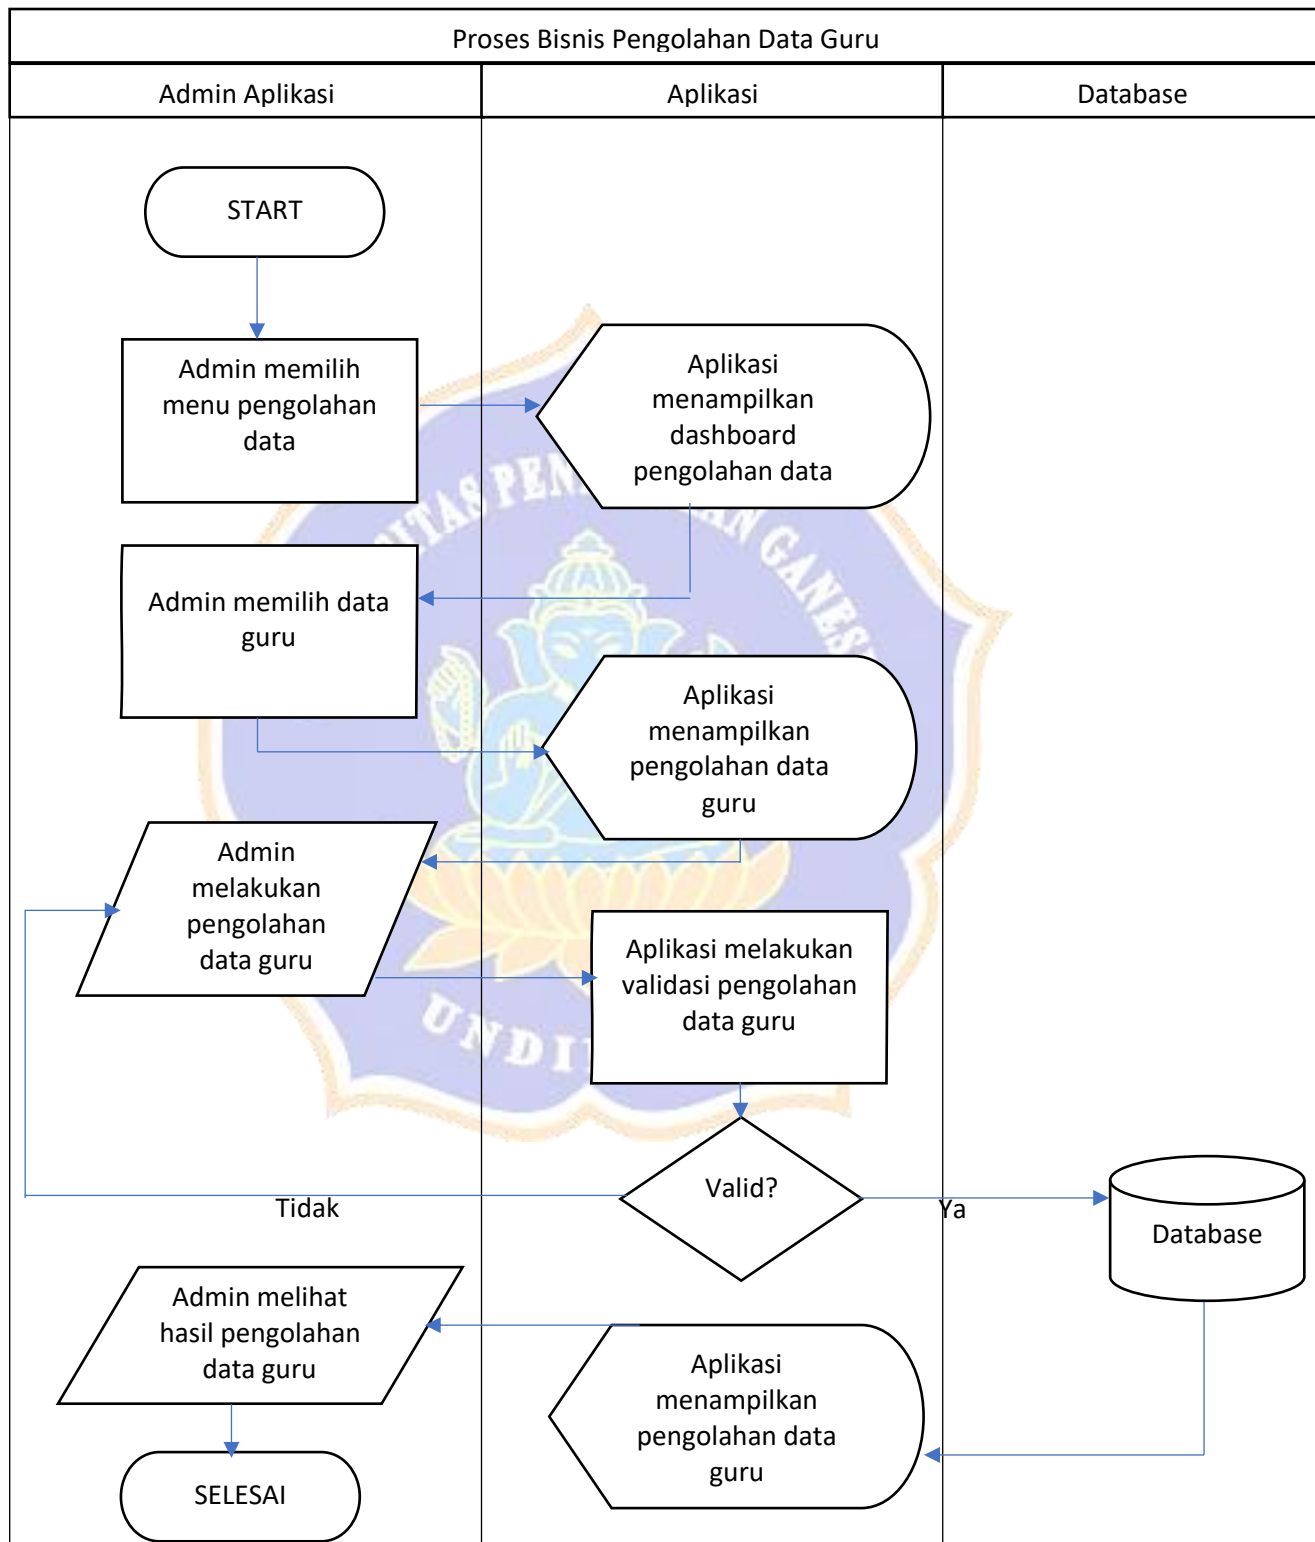 Proses Bisnis Pengolahan Data Guru
Admin Aplikasi
Aplikasi
Database
START
Admin memilih
menu pengolahan
data
Aplikasi
menampilkan
dashboard
pengolahan data
Admin memilih data
guru
Aplikasi
menampilkan
pengolahan data
guru
Admin
melakukan
pengolahan
data guru
Aplikasi melakukan
validasi pengolahan
data guru
Valid?
Tidak
Ya
Database
Admin melihat
hasil pengolahan
data guru
Aplikasi
menampilkan
pengolahan data
guru
SELESAI